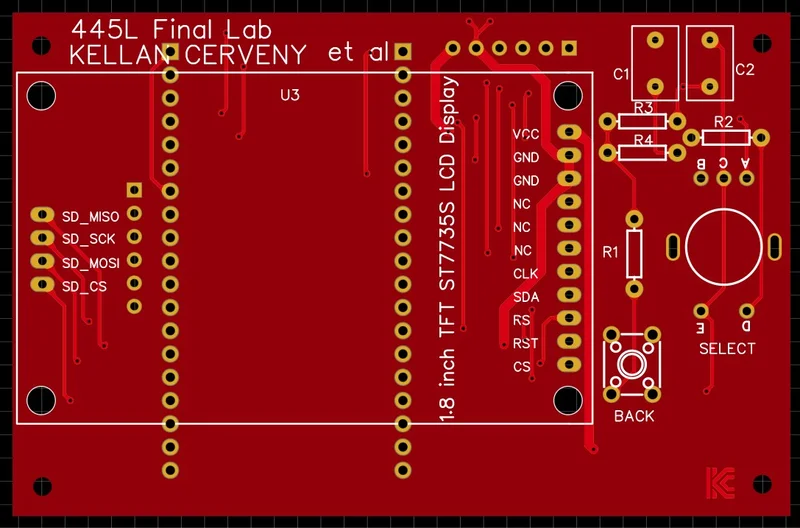 445L Final Lab
KELLAN CERVENY et al
U3
C1
C2
R3
R2
R4
B
C
A
VCC
GND
GND
NC
NC
NC
CLK
SDA
RS
RST
CS
SD_MISO
SD_SCK
SD_MOSI
SD_CS
1.8 inch TFT ST7735S LCD Display
R1
E
D
SELECT
BACK
KC